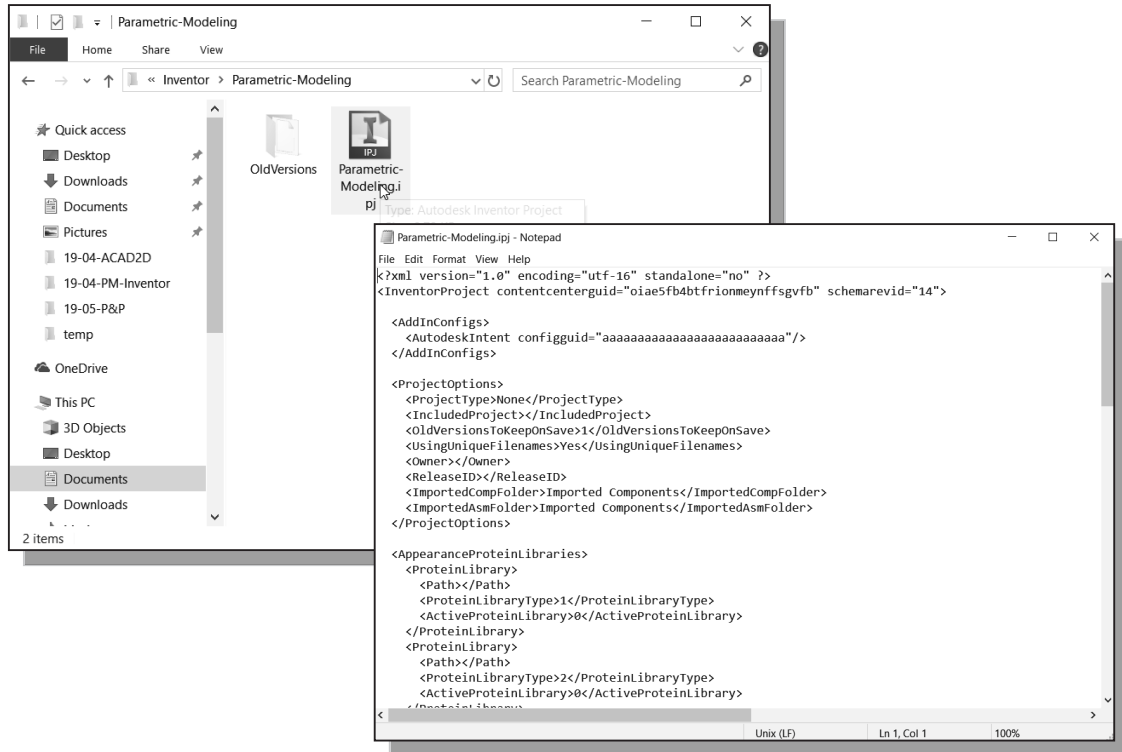 Parametric-Modeling
File Home Share View
« Inventor > Parametric-Modeling
Search Parametric-Modeling
Quick access
Desktop
Downloads
Documents
Pictures
19-04-ACAD2D
19-04-PM-Inventor
19-05-P&P
temp
OneDrive
This PC
3D Objects
Desktop
Documents
Downloads
2 items
OldVersions
IPJ
Parametric-
Modeling.i
pj
Type: Autodesk Inventor Project
Parametric-Modeling.ipj - Notepad
File Edit Format View Help
<?xml version="1.0" encoding="utf-16" standalone="no" ?>
<InventorProject contentcenterguid="oiae5fb4btfrionmeynffsgvfb" schemarevid="14">
<AddInConfigs>
<AutodeskIntent configguid="aaaaaaaaaaaaaaaaaaaaaaaaaa"/>
</AddInConfigs>
<ProjectOptions>
<ProjectType>None</ProjectType>
<IncludedProject></IncludedProject>
<OldVersionsToKeepOnSave>1</OldVersionsToKeepOnSave>
<UsingUniqueFilenames>Yes</UsingUniqueFilenames>
<Owner></Owner>
<ReleaseID></ReleaseID>
<ImportedCompFolder>Imported Components</ImportedCompFolder>
<ImportedAsmFolder>Imported Components</ImportedAsmFolder>
</ProjectOptions>
<AppearanceProteinLibraries>
<ProteinLibrary>
<Path></Path>
<ProteinLibraryType>1</ProteinLibraryType>
<ActiveProteinLibrary>0</ActiveProteinLibrary>
</ProteinLibrary>
<ProteinLibrary>
<Path></Path>
<ProteinLibraryType>2</ProteinLibraryType>
<ActiveProteinLibrary>0</ActiveProteinLibrary>
Unix (LF) Ln 1, Col 1 100%